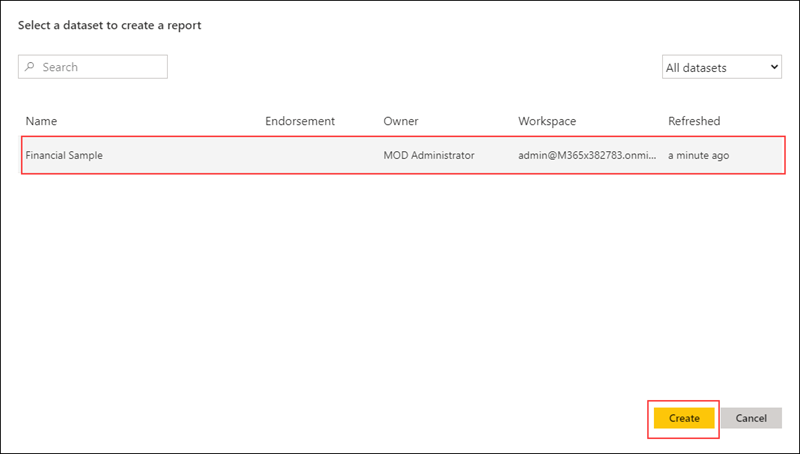 Select a dataset to create a report
Search
All datasets
Name Endorsement Owner Workspace Refreshed
Financial Sample MOD Administrator admin@M365x382783.onmi... a minute ago
Create Cancel